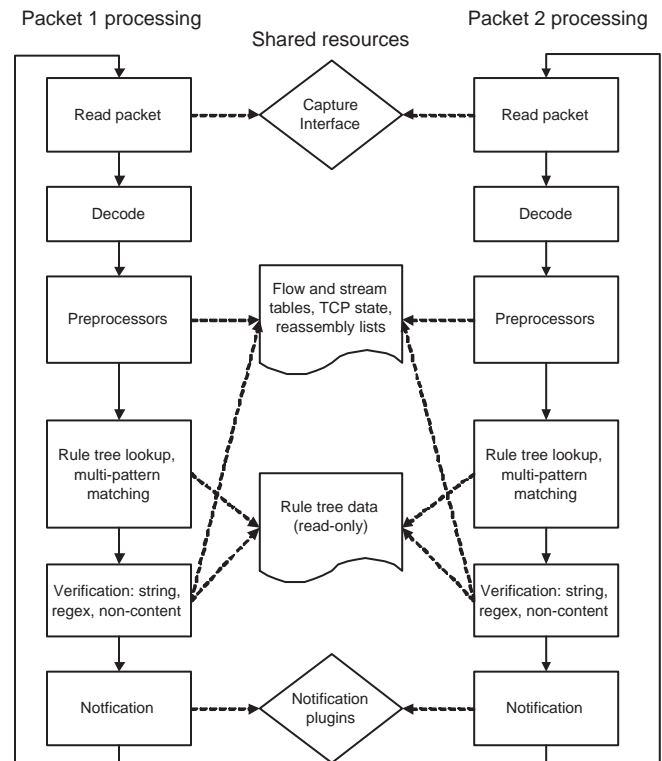 Packet 1 processing
Shared resources
Packet 2 processing
Read packet
Capture
Interface
Read packet
Decode
Decode
Preprocessors
Flow and stream
tables, TCP state,
reassembly lists
Preprocessors
Rule tree lookup,
multi-pattern
matching
Rule tree data
(read-only)
Rule tree lookup,
multi-pattern
matching
Verification: string,
regex, non-content
Verification: string,
regex, non-content
Notfication
Notification
plugins
Notification